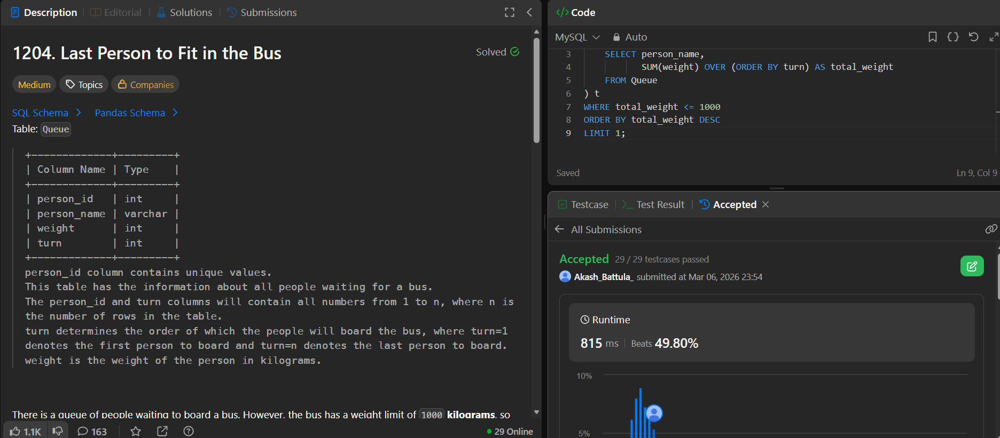 Description
Editorial
Solutions
Submissions
1204. Last Person to Fit in the Bus
Solved
Medium
Topics
Companies
SQL Schema
Pandas Schema
Table: Queue
+-------------+---------+
| Column Name | Type    |
+-------------+---------+
| person_id   | int     |
| person_name | varchar |
| weight      | int     |
| turn        | int     |
+-------------+---------+
person_id column contains unique values.
This table has the information about all people waiting for a bus.
The person_id and turn columns will contain all numbers from 1 to n, where n is
the number of rows in the table.
turn determines the order of which the people will board the bus, where turn=1
denotes the first person to board and turn=n denotes the last person to board.
weight is the weight of the person in kilograms.
There is a queue of people waiting to board a bus. However, the bus has a weight limit of 1000 kilograms, so
1.1K
163
29 Online
</> Code
MySQL
Auto
{}
3 SELECT person_name,
4 SUM(weight) OVER (ORDER BY turn) AS total_weight
5 FROM Queue
6 ) t
7 WHERE total_weight <= 1000
8 ORDER BY total_weight DESC
9 LIMIT 1;
Saved
Ln 9, Col 9
Testcase
Test Result
Accepted
All Submissions
Accepted 29 / 29 testcases passed
Akash_Battula_ submitted at Mar 06, 2026 23:54
Runtime
815 ms | Beats 49.80%
10%
5%